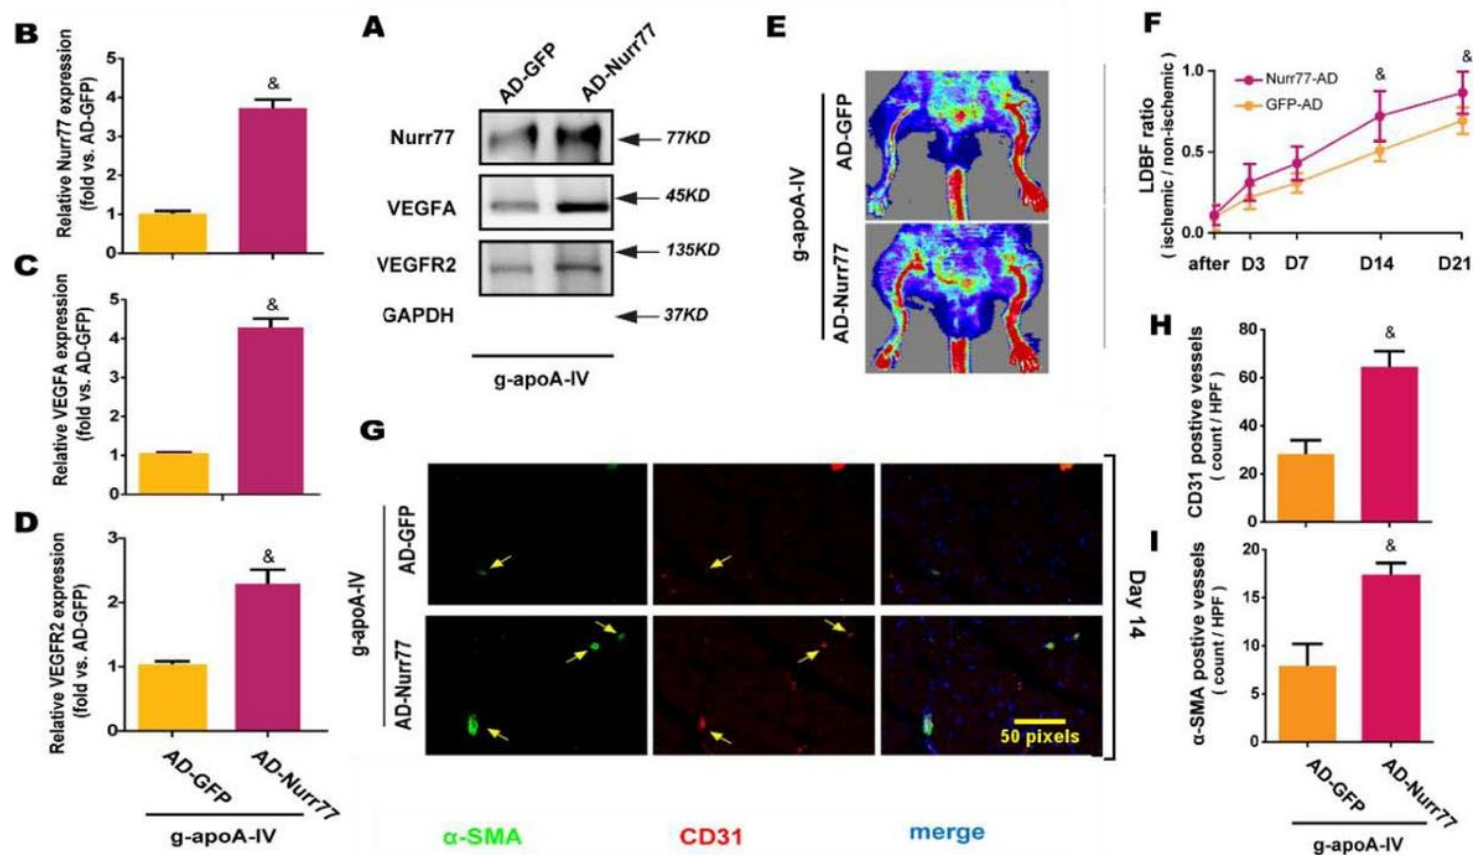 B
Relative Nurr77 expression
(fold vs. AD-GFP)
5
4
3
2
1
0
&
C
Relative VEGFA expression
(fold vs. AD-GFP)
5
4
3
2
1
0
&
D
Relative VEGFR2 expression
(fold vs. AD-GFP)
3
2
1
0
&
AD-GFP
AD-Nurr77
g-apoA-IV
A
AD-GFP
AD-Nurr77
Nurr77
77KD
VEGFA
45KD
VEGFR2
135KD
GAPDH
37KD
g-apoA-IV
E
g-apoA-IV
AD-GFP
AD-Nurr77
F
LDBF ratio
( ischemic / non-ischemic )
1.0
0.5
0.0
Nurr77-AD
GFP-AD
&
&
after D3 D7 D14 D21
G
g-apoA-IV
AD-GFP
AD-Nurr77
Day 14
50 pixels
α-SMA
CD31
merge
H
CD31 postive vessels
( count / HPF )
80
60
40
20
0
&
I
α-SMA postive vessels
( count / HPF )
20
15
10
5
0
&
AD-GFP
AD-Nurr77
g-apoA-IV